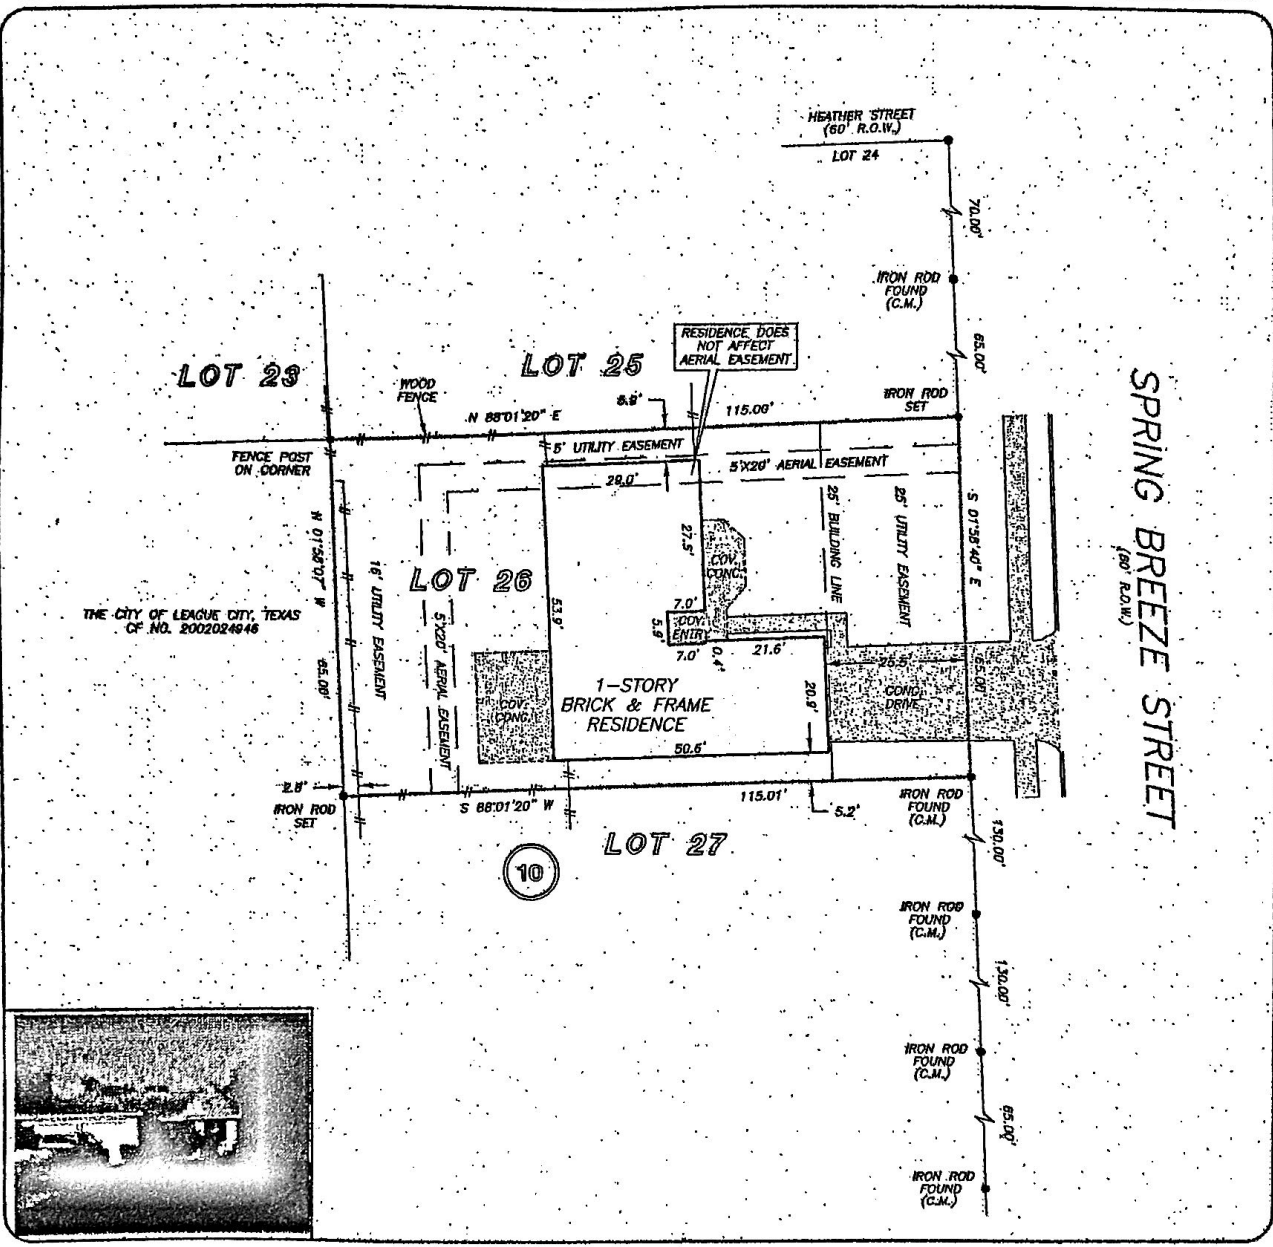 HEATHER STREET
(60' R.O.W.)
LOT 24
70.00'
IRON ROD
FOUND
(C.M.)
65.00'
RESIDENCE DOES
NOT AFFECT
AERIAL EASEMENT
LOT 23
LOT 25
WOOD
FENCE
N 88°01'20" E
115.00'
IRON ROD
SET
FENCE POST
ON CORNER
5' UTILITY EASEMENT
5'X20' AERIAL EASEMENT
29.0'
27.5'
25' BUILDING LINE
25' UTILITY EASEMENT
S 01°58'40" E
SPRING BREEZE STREET
(60' R.O.W.)
N 01°58'07" W
16' UTILITY EASEMENT
LOT 26
5'X20' AERIAL EASEMENT
53.9'
COV.
CONC.
7.0'
COV.
ENTRY
7.0'
0.4'
21.6'
THE CITY OF LEAGUE CITY, TEXAS
CF NO. 2002024946
65.00'
1-STORY
BRICK & FRAME
RESIDENCE
COV.
CONC.
20.9'
25.5'
CONC.
DRIVE
65.00'
50.6'
2.8'
IRON ROD
SET
S 88°01'20" W
115.01'
5.2'
IRON ROD
FOUND
(C.M.)
LOT 27
10
130.00'
IRON ROD
FOUND
(C.M.)
130.00'
IRON ROD
FOUND
(C.M.)
IRON ROD
FOUND
(C.M.)